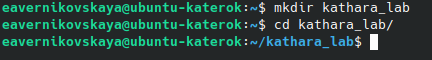 eavernikovskaya@ubuntu-katerok:~$ mkdir kathara_lab
eavernikovskaya@ubuntu-katerok:~$ cd kathara_lab/
eavernikovskaya@ubuntu-katerok:~/kathara_lab$